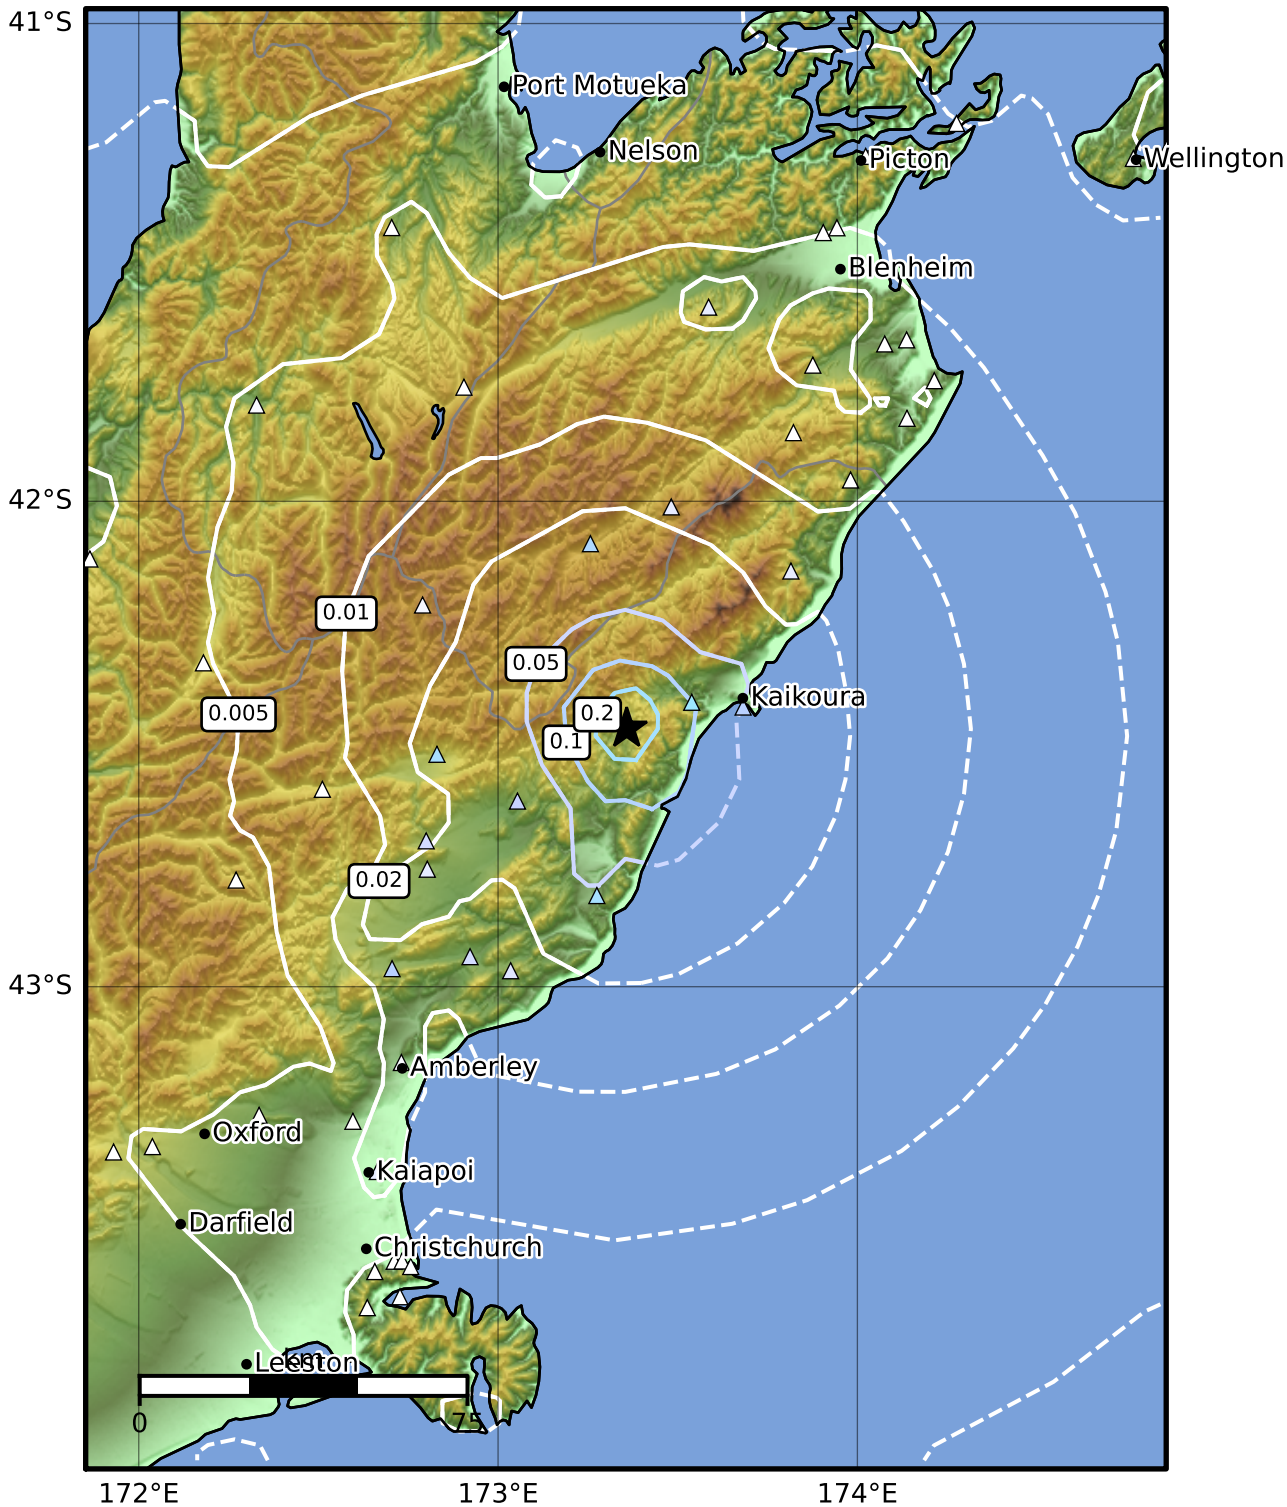 41°S
Port Motueka
Nelson
Picton
Wellington
Blenheim
42°S
0.01
0.05
Kaikoura
0.005
0.2
0.1
0.02
43°S
Amberley
Oxford
Kaiapoi
Darfield
Christchurch
km
Leeston
0
75
172°E
173°E
174°E